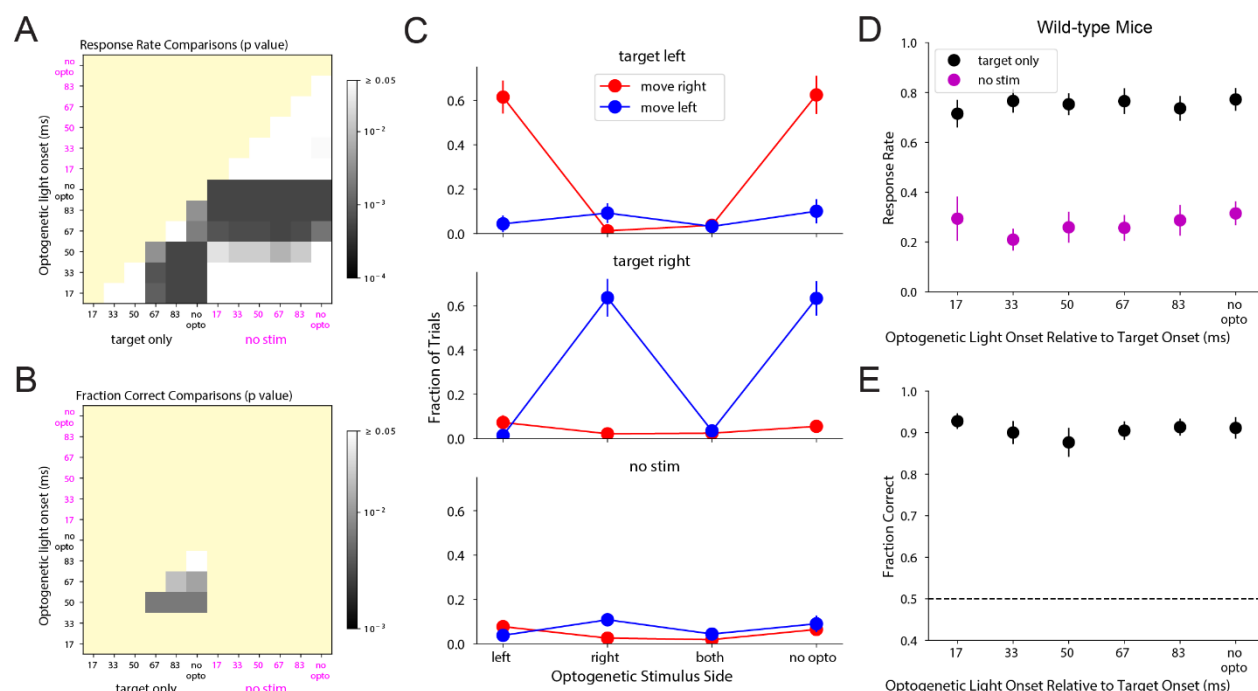 A
Response Rate Comparisons (p value)
Optogenetic light onset (ms)
no
opto
83
67
50
33
17
no
opto
83
67
50
33
17
17 33 50 67 83 no opto 17 33 50 67 83 no opto
target only no stim
≥ 0.05
10⁻²
10⁻³
10⁻⁴
B
Fraction Correct Comparisons (p value)
Optogenetic light onset (ms)
no
opto
83
67
50
33
17
no
opto
83
67
50
33
17
17 33 50 67 83 no opto 17 33 50 67 83 no opto
target only no stim
≥ 0.05
10⁻²
10⁻³
C
target left
move right
move left
0.6
0.4
0.2
0.0
target right
0.6
0.4
0.2
0.0
Fraction of Trials
no stim
0.6
0.4
0.2
0.0
left right both no opto
Optogenetic Stimulus Side
D
Wild-type Mice
target only
no stim
Response Rate
1.0
0.8
0.6
0.4
0.2
0.0
17 33 50 67 83 no
opto
Optogenetic Light Onset Relative to Target Onset (ms)
E
Fraction Correct
1.0
0.9
0.8
0.7
0.6
0.5
0.4
17 33 50 67 83 no
opto
Optogenetic Light Onset Relative to Target Onset (ms)